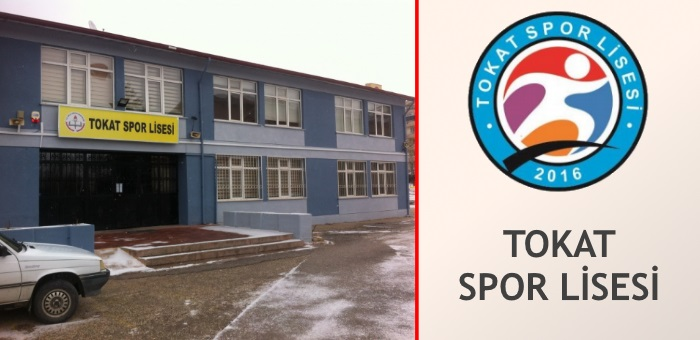 TOKAT SPOR LİSESİ
TOKAT SPOR LİSESİ
2016
TOKAT
SPOR LİSESİ